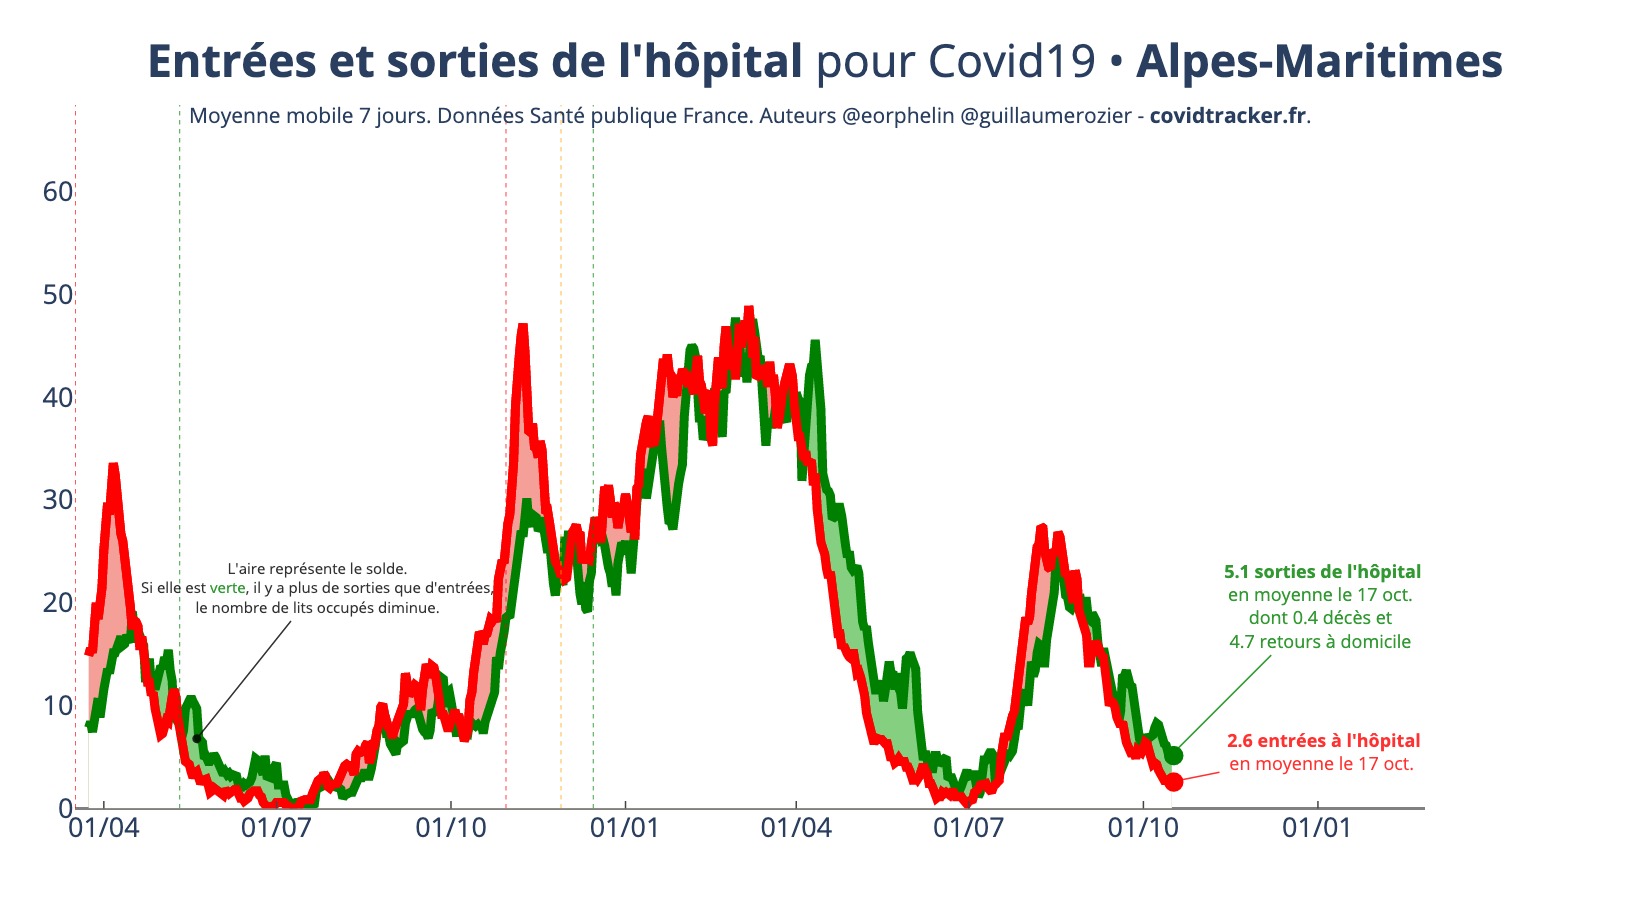 Entrées et sorties de l'hôpital pour Covid19 • Alpes-Maritimes
Moyenne mobile 7 jours. Données Santé publique France. Auteurs @eorphelin @guillaumerozier - covidtracker.fr.
60
50
40
30
20
10
0
L'aire représente le solde.
Si elle est verte, il y a plus de sorties que d'entrées,
le nombre de lits occupés diminue.
5.1 sorties de l'hôpital
en moyenne le 17 oct.
dont 0.4 décès et
4.7 retours à domicile
2.6 entrées à l'hôpital
en moyenne le 17 oct.
01/04 01/07 01/10 01/01 01/04 01/07 01/10 01/01